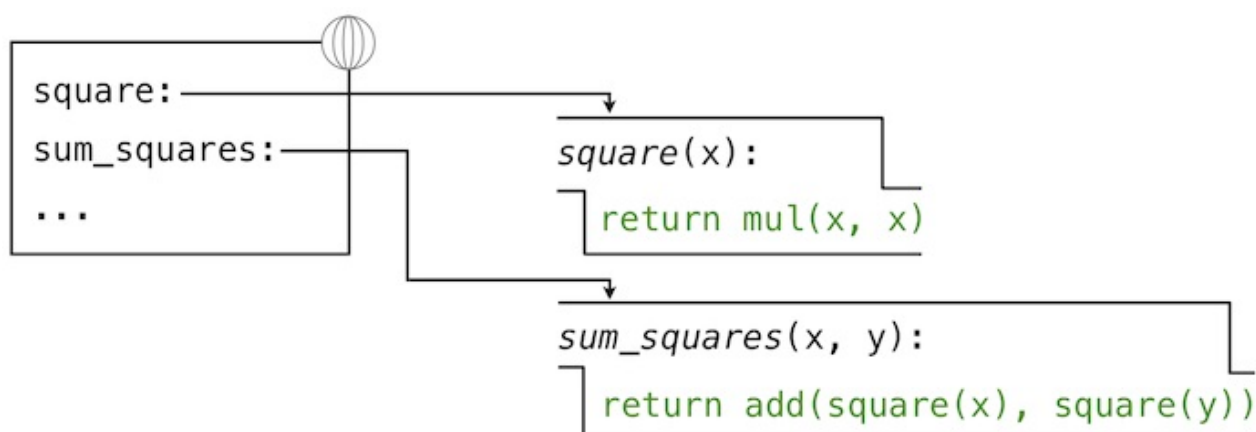 square:
sum_squares:
...
square(x):
return mul(x, x)
sum_squares(x, y):
return add(square(x), square(y))